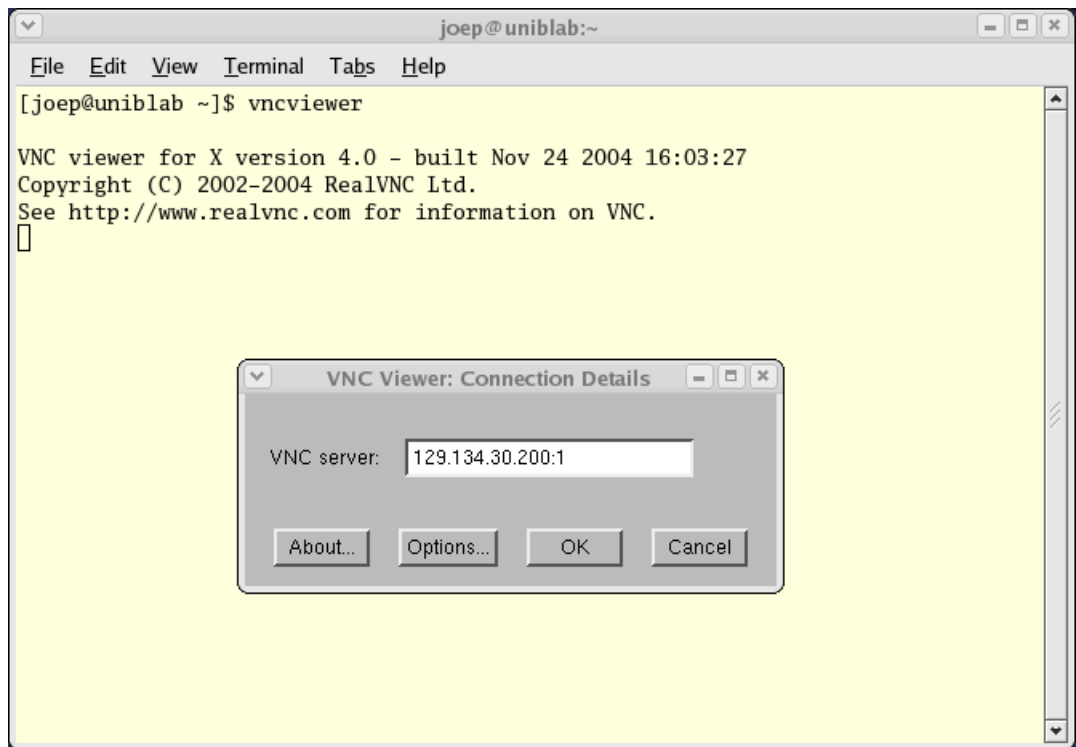 joep@uniblab:~
File Edit View Terminal Tabs Help
[joep@uniblab ~]$ vncviewer
VNC viewer for X version 4.0 - built Nov 24 2004 16:03:27
Copyright (C) 2002-2004 RealVNC Ltd.
See http://www.realvnc.com for information on VNC.
VNC Viewer: Connection Details
VNC server: 129.134.30.200:1
About... Options... OK Cancel